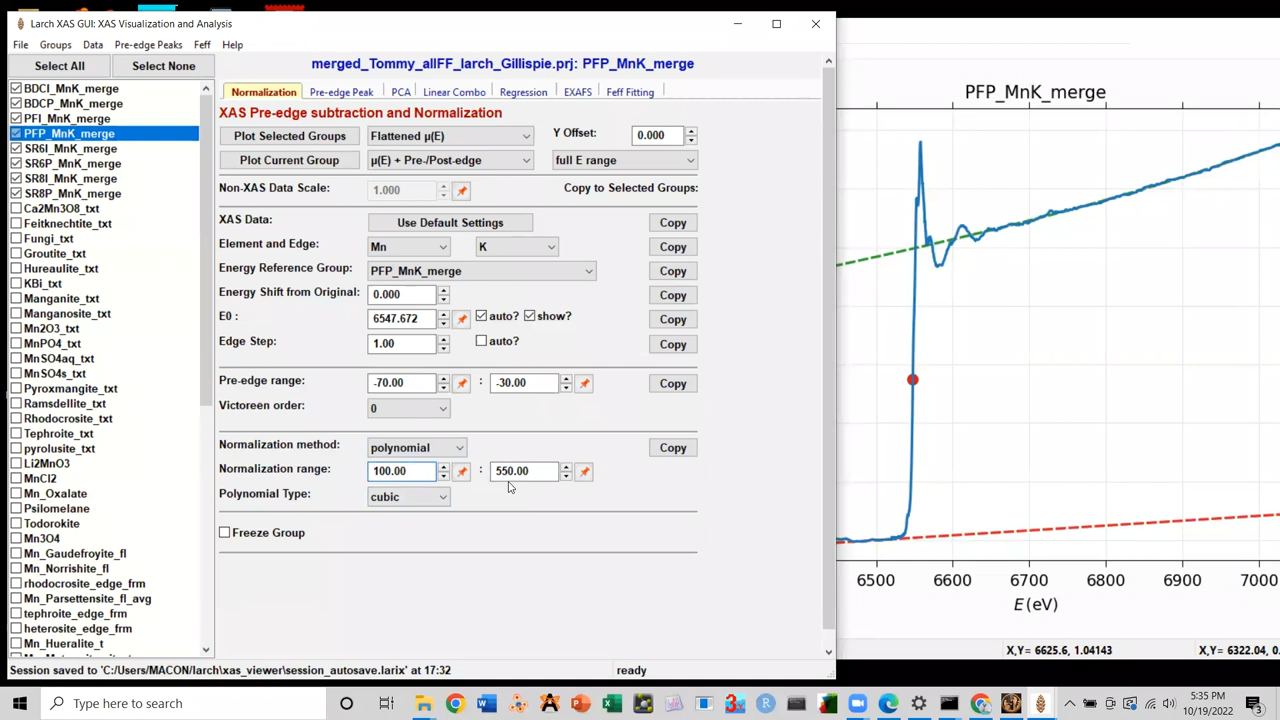 Larch XAS GUI: XAS Visualization and Analysis
File Groups Data Pre-edge Peaks Feff Help
Select All Select None
merged_Tommy_allFF_larch_Gillispie.prj: PFP_MnK_merge
BDCI_MnK_merge
BDCP_MnK_merge
PFI_MnK_merge
PFP_MnK_merge
SR6I_MnK_merge
SR6P_MnK_merge
SR8I_MnK_merge
SR8P_MnK_merge
Ca2Mn3O8_txt
Feitknechtite_txt
Fungi_txt
Groutite_txt
Hureaulite_txt
KBi_txt
Manganite_txt
Manganosite_txt
Mn2O3_txt
MnPO4_txt
MnSO4aq_txt
MnSO4s_txt
Pyroxmangite_txt
Ramsdellite_txt
Rhodocrosite_txt
Tephroite_txt
pyrolusite_txt
Li2MnO3
MnCl2
Mn_Oxalate
Psilomelane
Todorokite
Mn3O4
Mn_Gaudefroyite_fl
Mn_Norrishite_fl
rhodocrosite_edge_frm
Mn_Parsettensite_fl_avg
tephroite_edge_frm
heterosite_edge_frm
Mn_Hueralite_t
Normalization Pre-edge Peak PCA Linear Combo Regression EXAFS Feff Fitting
XAS Pre-edge subtraction and Normalization
Plot Selected Groups Flattened μ(E) Y Offset: 0.000
Plot Current Group μ(E) + Pre-/Post-edge full E range
Non-XAS Data Scale: 1.000 Copy to Selected Groups:
XAS Data: Use Default Settings Copy
Element and Edge: Mn K Copy
Energy Reference Group: PFP_MnK_merge Copy
Energy Shift from Original: 0.000 Copy
E0 : 6547.672 auto? show? Copy
Edge Step: 1.00 auto? Copy
Pre-edge range: -70.00 : -30.00 Copy
Victoreen order: 0
Normalization method: polynomial Copy
Normalization range: 100.00 : 550.00
Polynomial Type: cubic
Freeze Group
Session saved to 'C:/Users/MACON/larch\xas_viewer\session_autosave.larix' at 17:32 ready
PFP_MnK_merge
6500 6600 6700 6800 6900 7000
E (eV)
X,Y= 6625.6, 1.04143 X,Y= 6322.04, 0
Type here to search
5:35 PM
10/19/2022
3